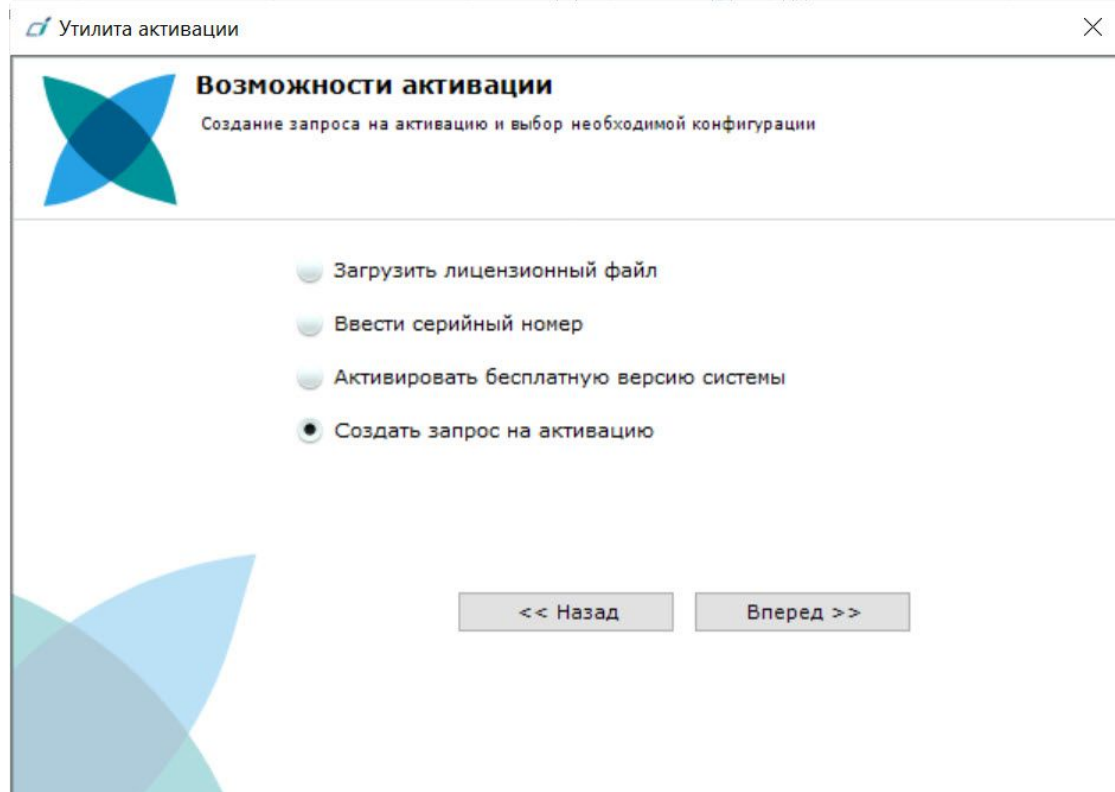 Утилита активации
Возможности активации
Создание запроса на активацию и выбор необходимой конфигурации
Загрузить лицензионный файл
Ввести серийный номер
Активировать бесплатную версию системы
Создать запрос на активацию
<< Назад
Вперед >>